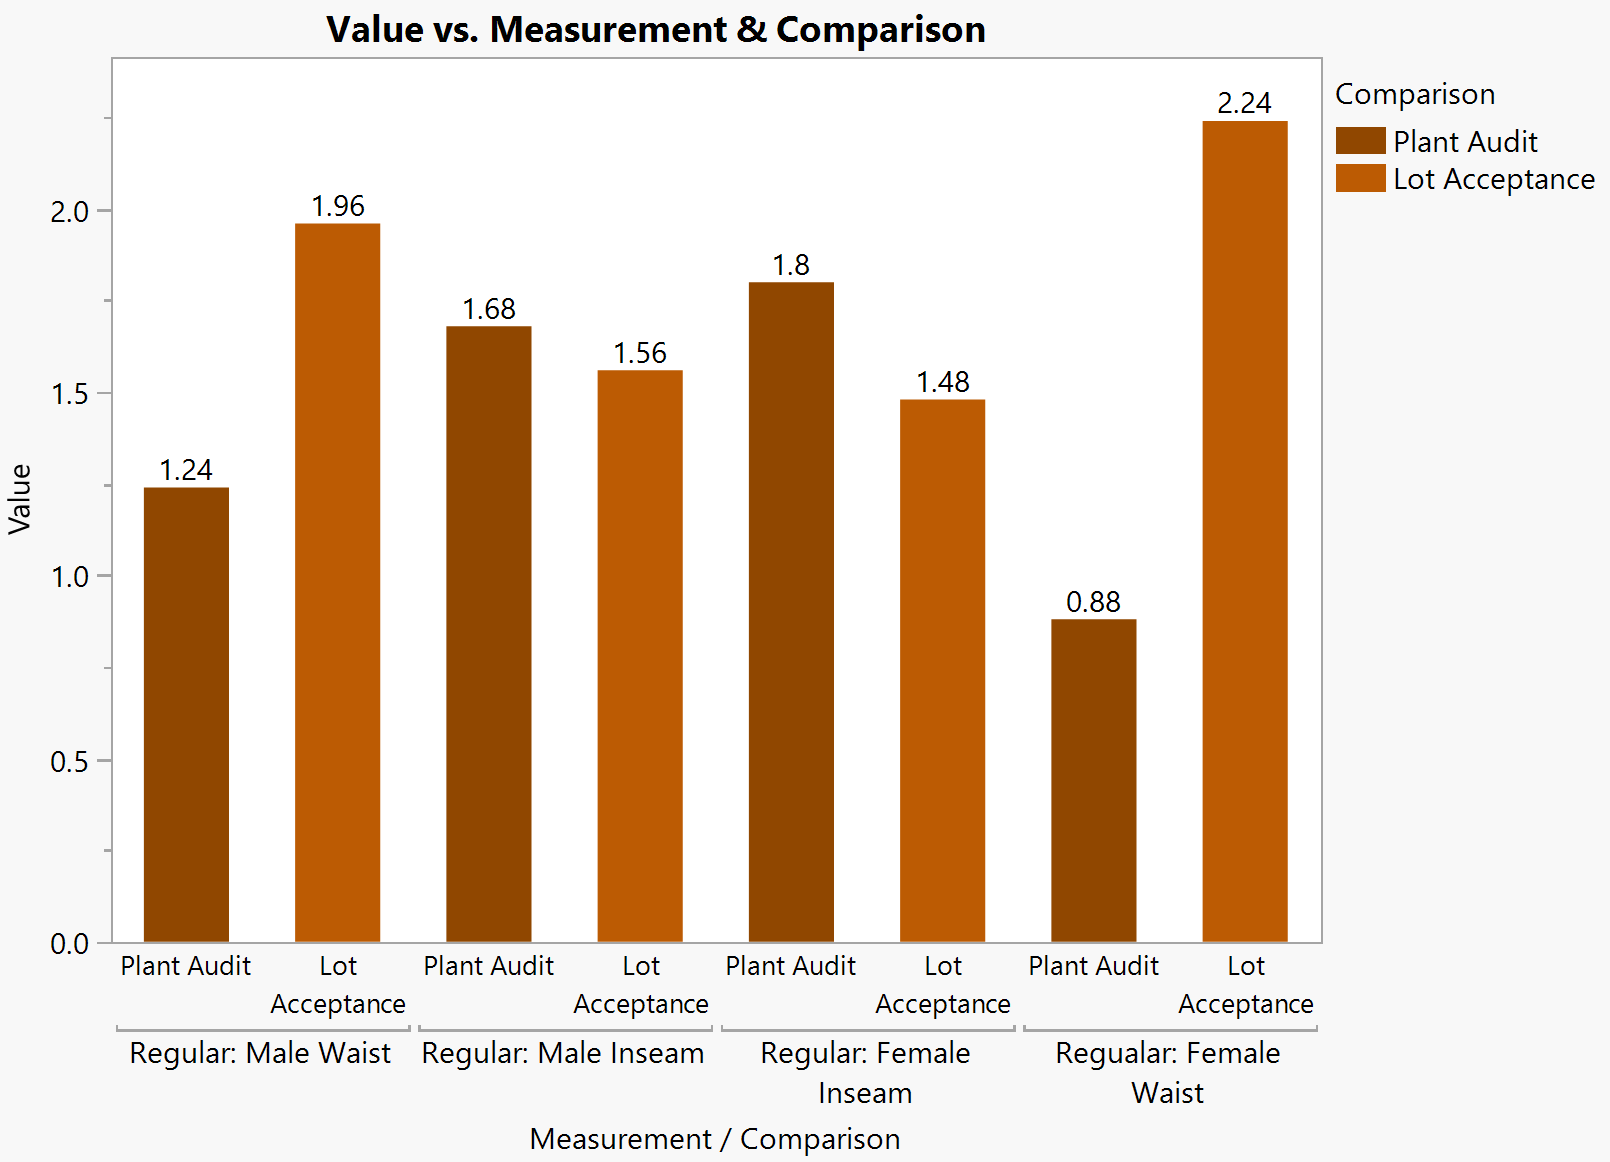 Value vs. Measurement & Comparison
Comparison
Plant Audit
Lot Acceptance
Value
2.0
1.5
1.0
0.5
0.0
1.24
1.96
1.68
1.56
1.8
1.48
0.88
2.24
Plant Audit
Lot
Acceptance
Plant Audit
Lot
Acceptance
Plant Audit
Lot
Acceptance
Plant Audit
Lot
Acceptance
Regular: Male Waist
Regular: Male Inseam
Regular: Female
Inseam
Regualar: Female
Waist
Measurement / Comparison